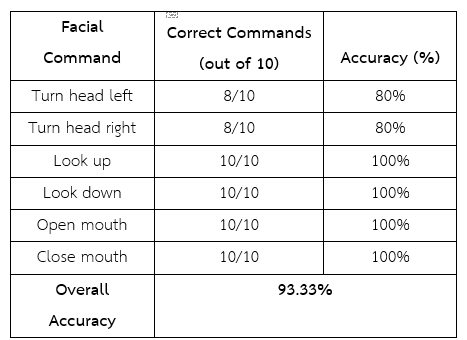 Facial Command | Correct Commands (out of 10) | Accuracy (%)
Turn head left | 8/10 | 80%
Turn head right | 8/10 | 80%
Look up | 10/10 | 100%
Look down | 10/10 | 100%
Open mouth | 10/10 | 100%
Close mouth | 10/10 | 100%
Overall Accuracy | 93.33%